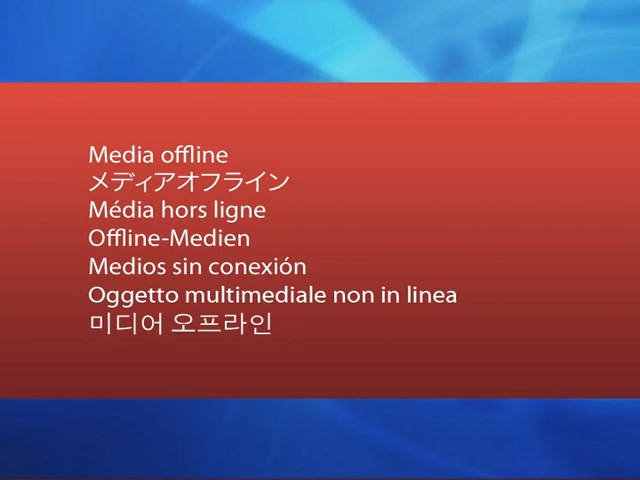 Media offline
メディアオフライン
Média hors ligne
Offline-Medien
Medios sin conexión
Oggetto multimediale non in linea
미디어 오프라인